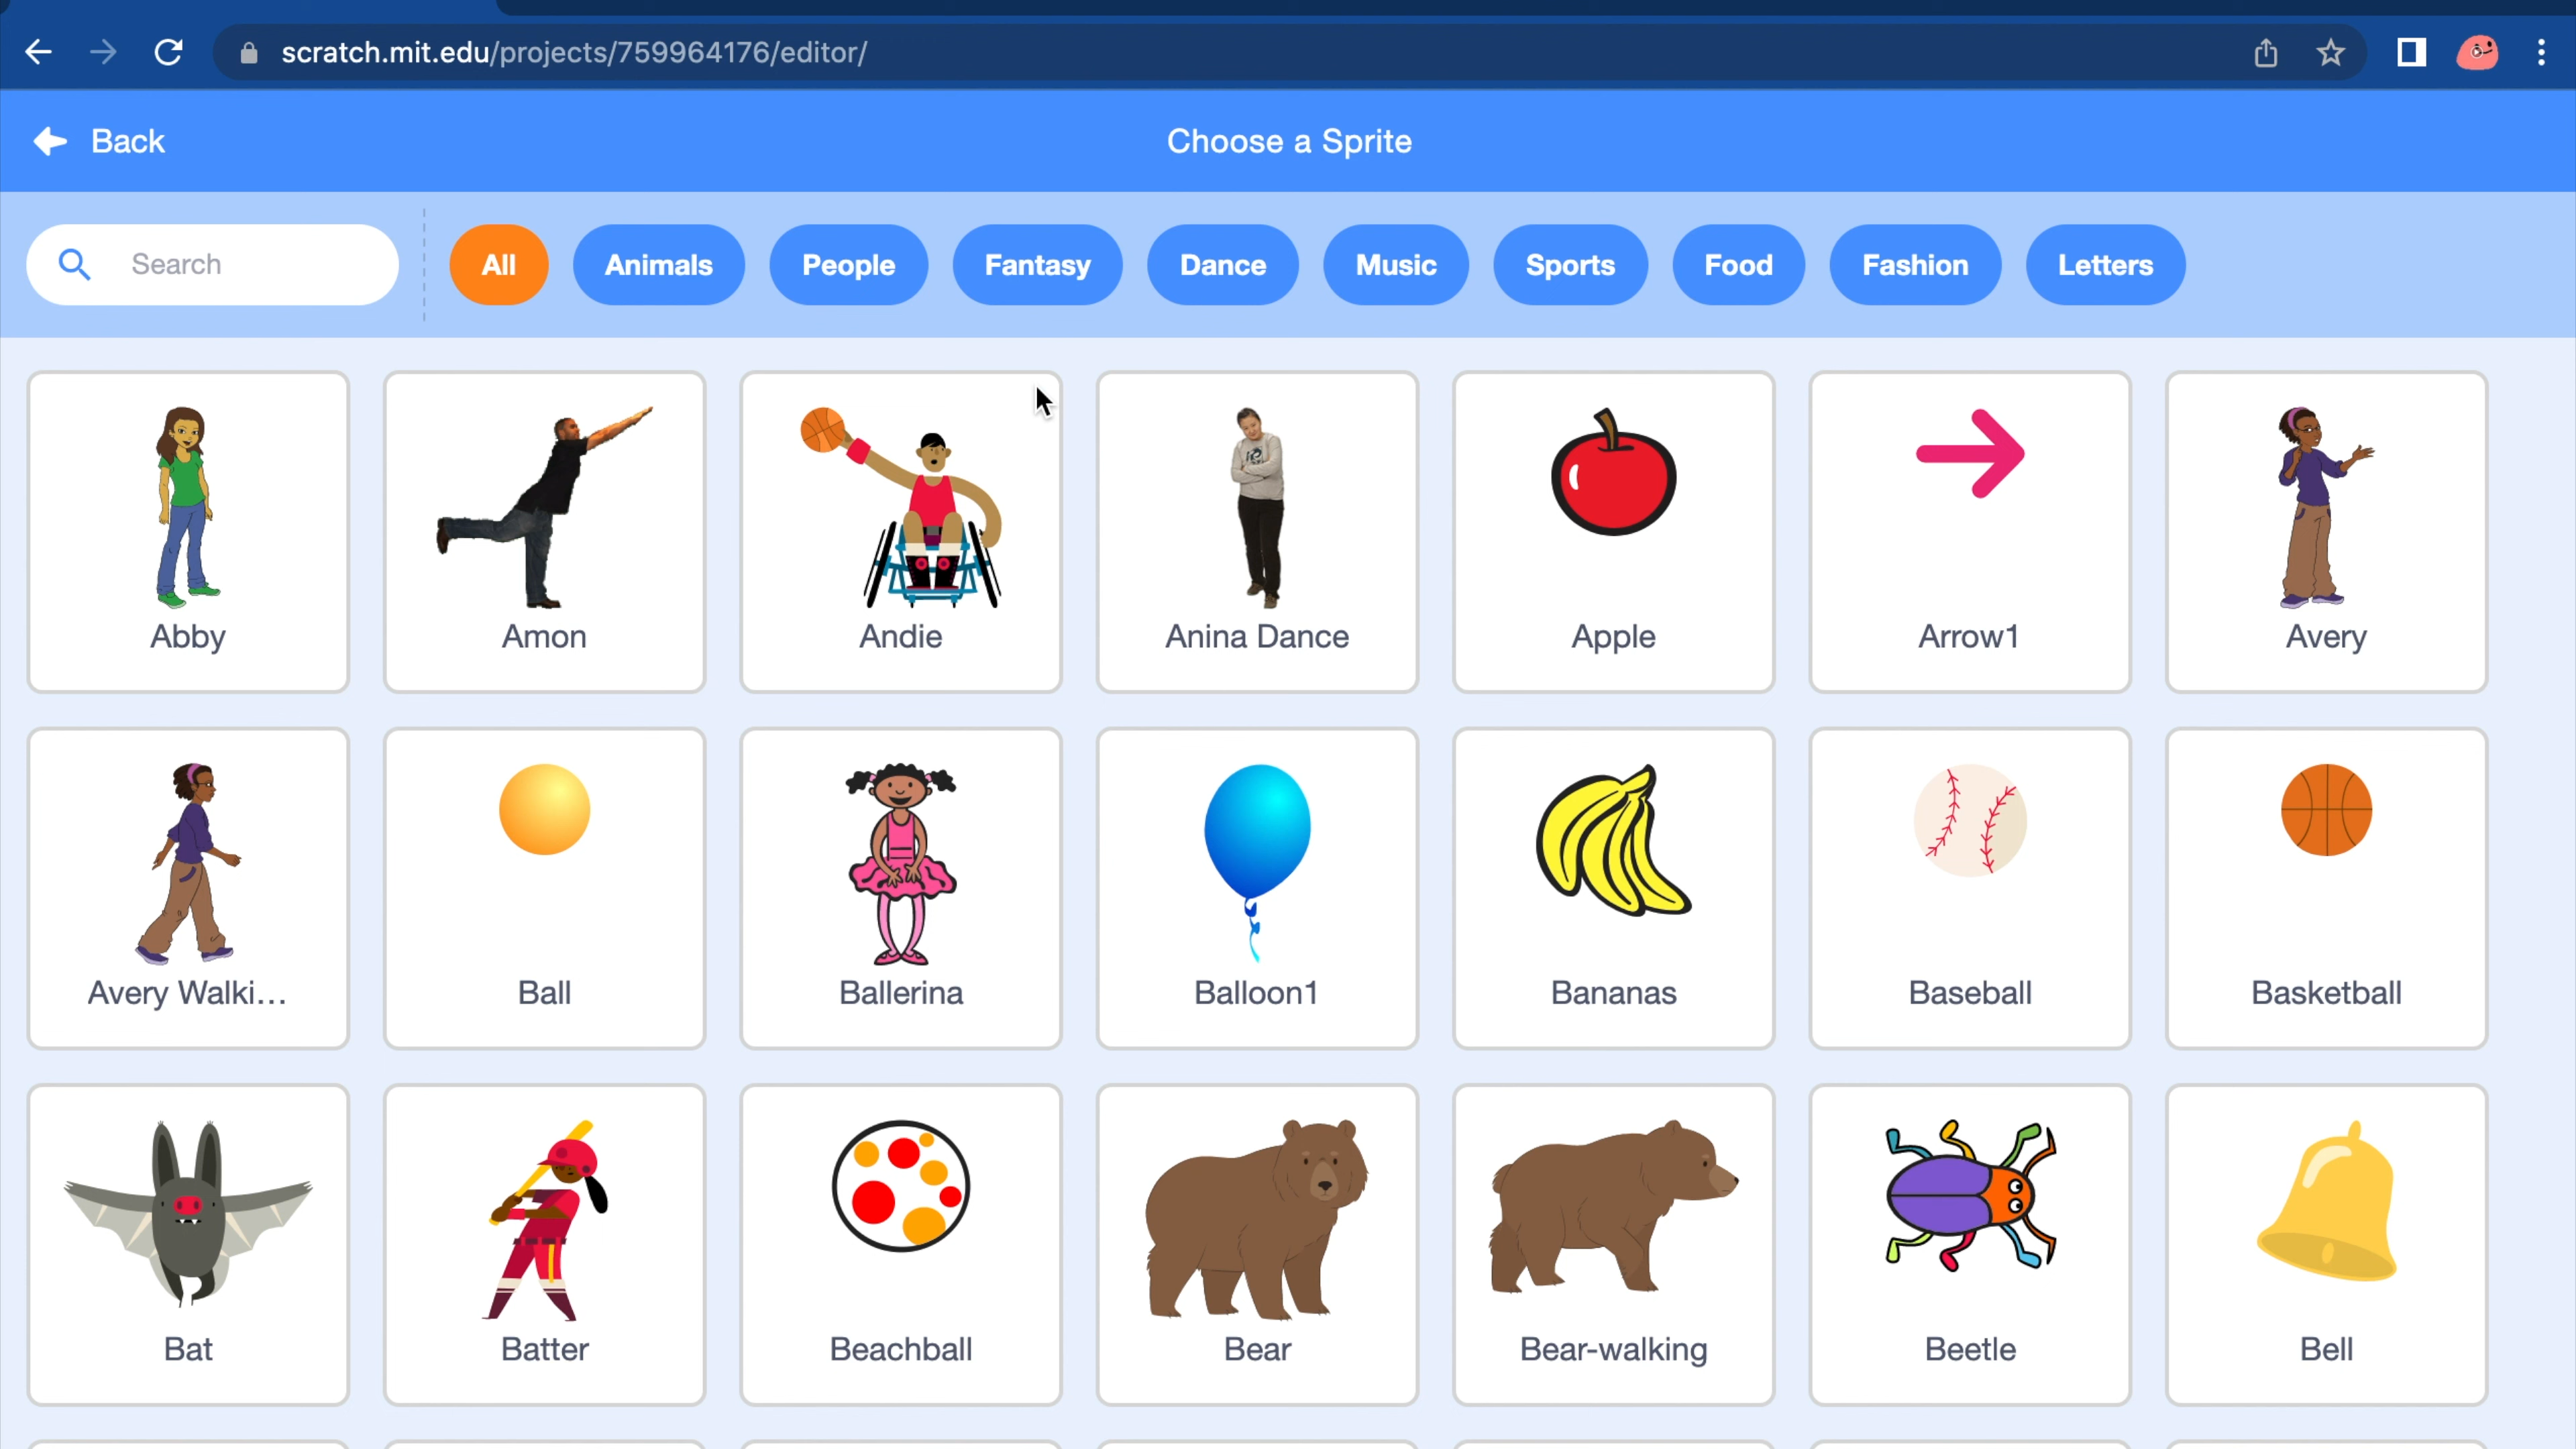 scratch.mit.edu/projects/759964176/editor/
Back
Choose a Sprite
Search
All
Animals
People
Fantasy
Dance
Music
Sports
Food
Fashion
Letters
Abby
Amon
Andie
Anina Dance
Apple
Arrow1
Avery
Avery Walki...
Ball
Ballerina
Balloon1
Bananas
Baseball
Basketball
Bat
Batter
Beachball
Bear
Bear-walking
Beetle
Bell